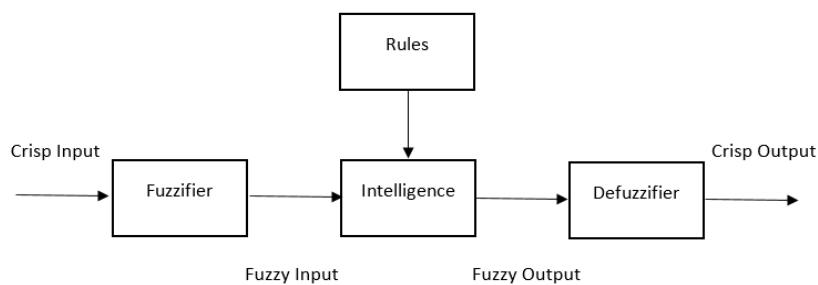 Rules
Crisp Input
Crisp Output
Fuzzifier
Intelligence
Defuzzifier
Fuzzy Input
Fuzzy Output